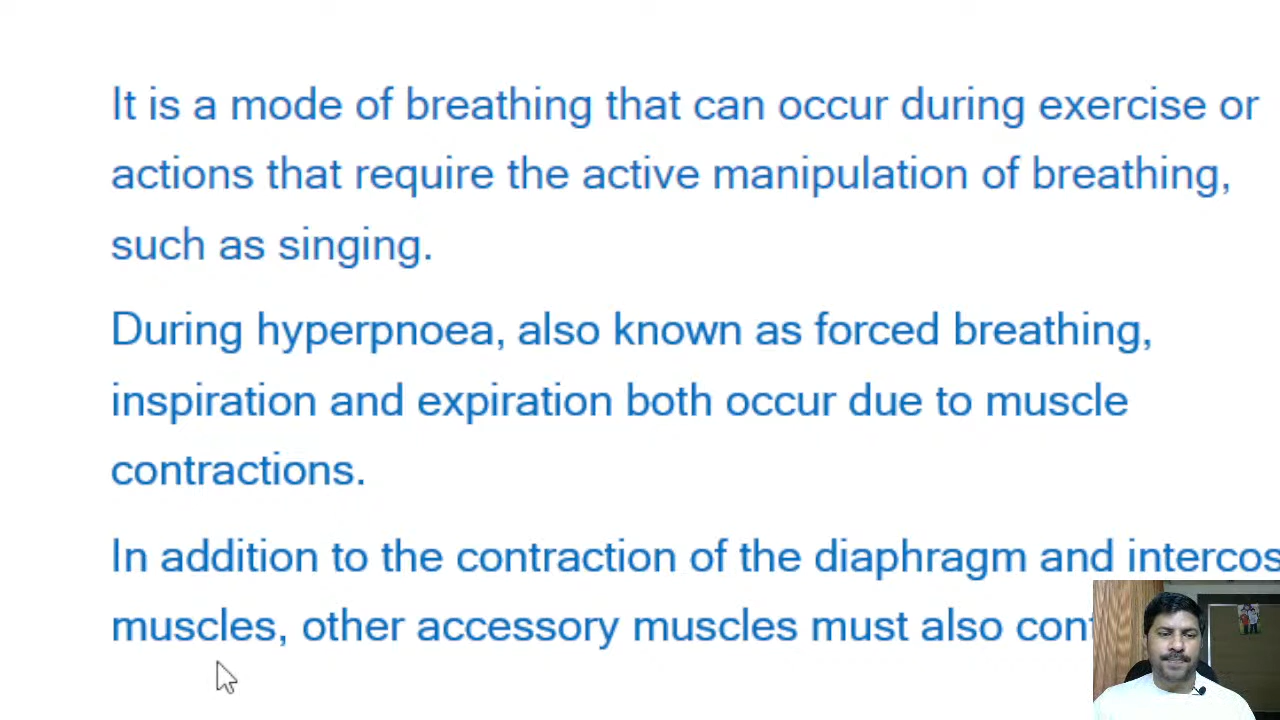 It is a mode of breathing that can occur during exercise or
actions that require the active manipulation of breathing,
such as singing.
During hyperpnoea, also known as forced breathing,
inspiration and expiration both occur due to muscle
contractions.
In addition to the contraction of the diaphragm and
muscles, other accessory muscles must also